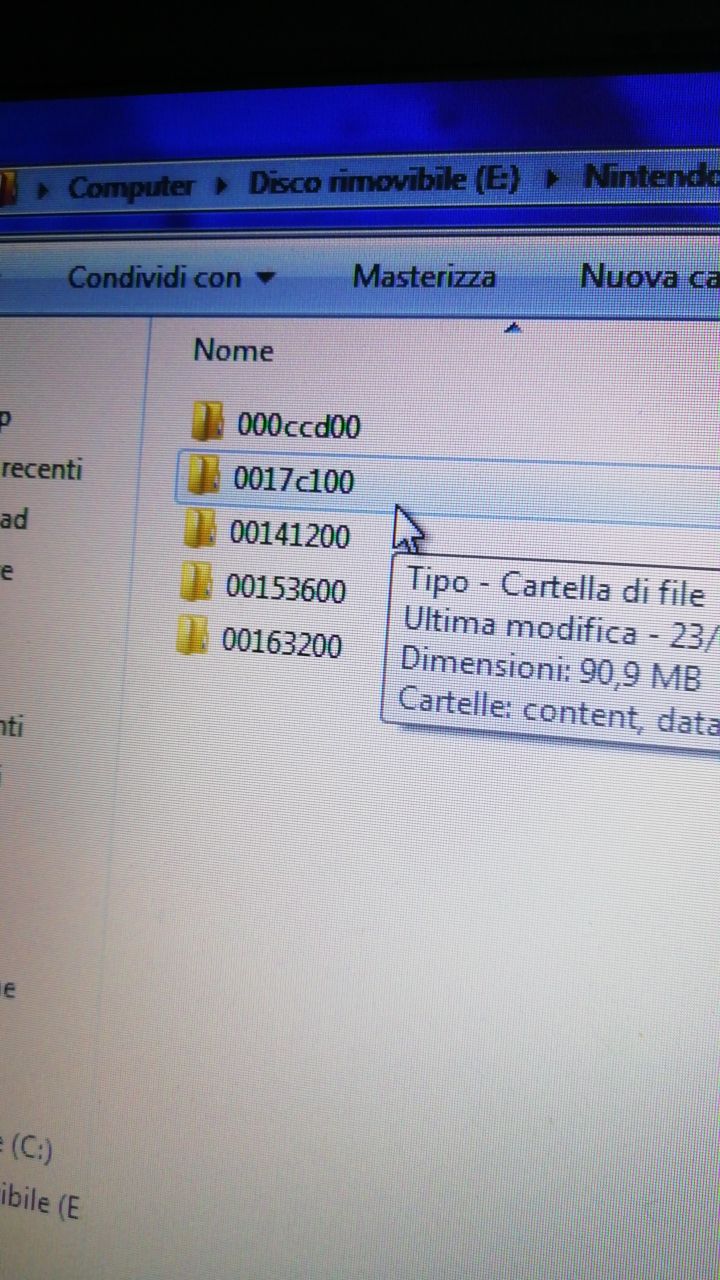 Computer Disco rimovibile (E:) Nintendo
Condividi con Masterizza Nuova ca
Nome
p
000ccd00
recenti
0017c100
ad
00141200
e
Tipo - Cartella di file
00153600
Ultima modifica - 23/
00163200
Dimensioni: 90,9 MB
Cartelle: content, data
nti
e
e (C:)
ibile (E